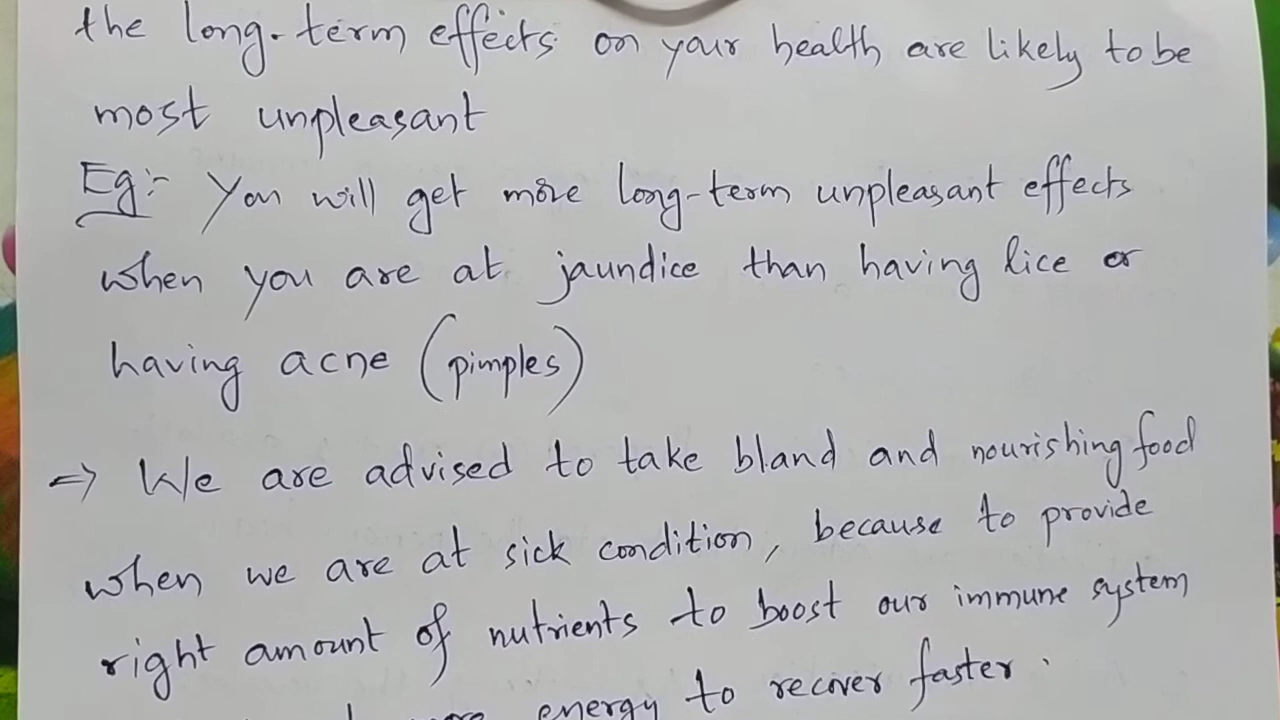 the long-term effects on your health are likely to be
most unpleasant
Eg:- You will get more long-term unpleasant effects
when you are at jaundice than having lice or
having acne (pimples)
⇒ We are advised to take bland and nourishing food
when we are at sick condition, because to provide
right amount of nutrients to boost our immune system
energy to recover faster.